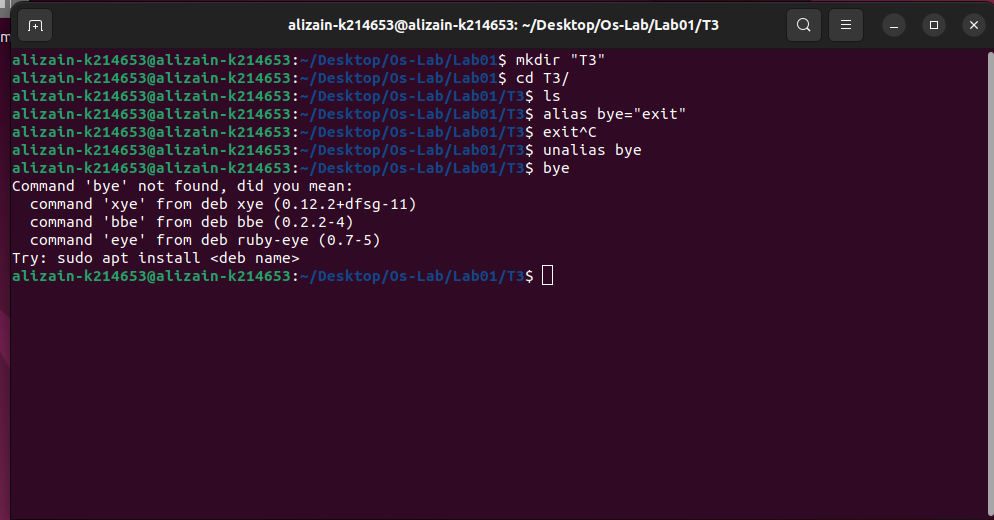 alizain-k214653@alizain-k214653: ~/Desktop/Os-Lab/Lab01/T3
m
alizain-k214653@alizain-k214653:~/Desktop/Os-Lab/Lab01$ mkdir "T3"
alizain-k214653@alizain-k214653:~/Desktop/Os-Lab/Lab01$ cd T3/
alizain-k214653@alizain-k214653:~/Desktop/Os-Lab/Lab01/T3$ ls
alizain-k214653@alizain-k214653:~/Desktop/Os-Lab/Lab01/T3$ alias bye="exit"
alizain-k214653@alizain-k214653:~/Desktop/Os-Lab/Lab01/T3$ exit^C
alizain-k214653@alizain-k214653:~/Desktop/Os-Lab/Lab01/T3$ unalias bye
alizain-k214653@alizain-k214653:~/Desktop/Os-Lab/Lab01/T3$ bye
Command 'bye' not found, did you mean:
  command 'xye' from deb xye (0.12.2+dfsg-11)
  command 'bbe' from deb bbe (0.2.2-4)
  command 'eye' from deb ruby-eye (0.7-5)
Try: sudo apt install <deb name>
alizain-k214653@alizain-k214653:~/Desktop/Os-Lab/Lab01/T3$